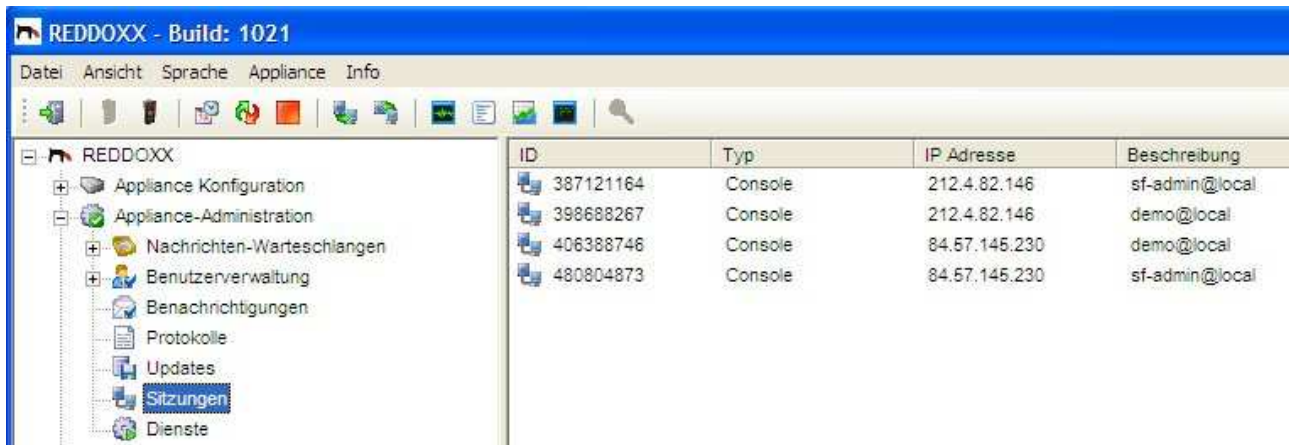 REDDOXX - Build: 1021
Datei Ansicht Sprache Appliance Info
REDDOXX
Appliance Konfiguration
Appliance-Administration
Nachrichten-Warteschlangen
Benutzerverwaltung
Benachrichtigungen
Protokolle
Updates
Sitzungen
Dienste
ID Typ IP Adresse Beschreibung
387121164 Console 212.4.82.146 sf-admin@local
398688267 Console 212.4.82.146 demo@local
406388746 Console 84.57.145.230 demo@local
480804873 Console 84.57.145.230 sf-admin@local